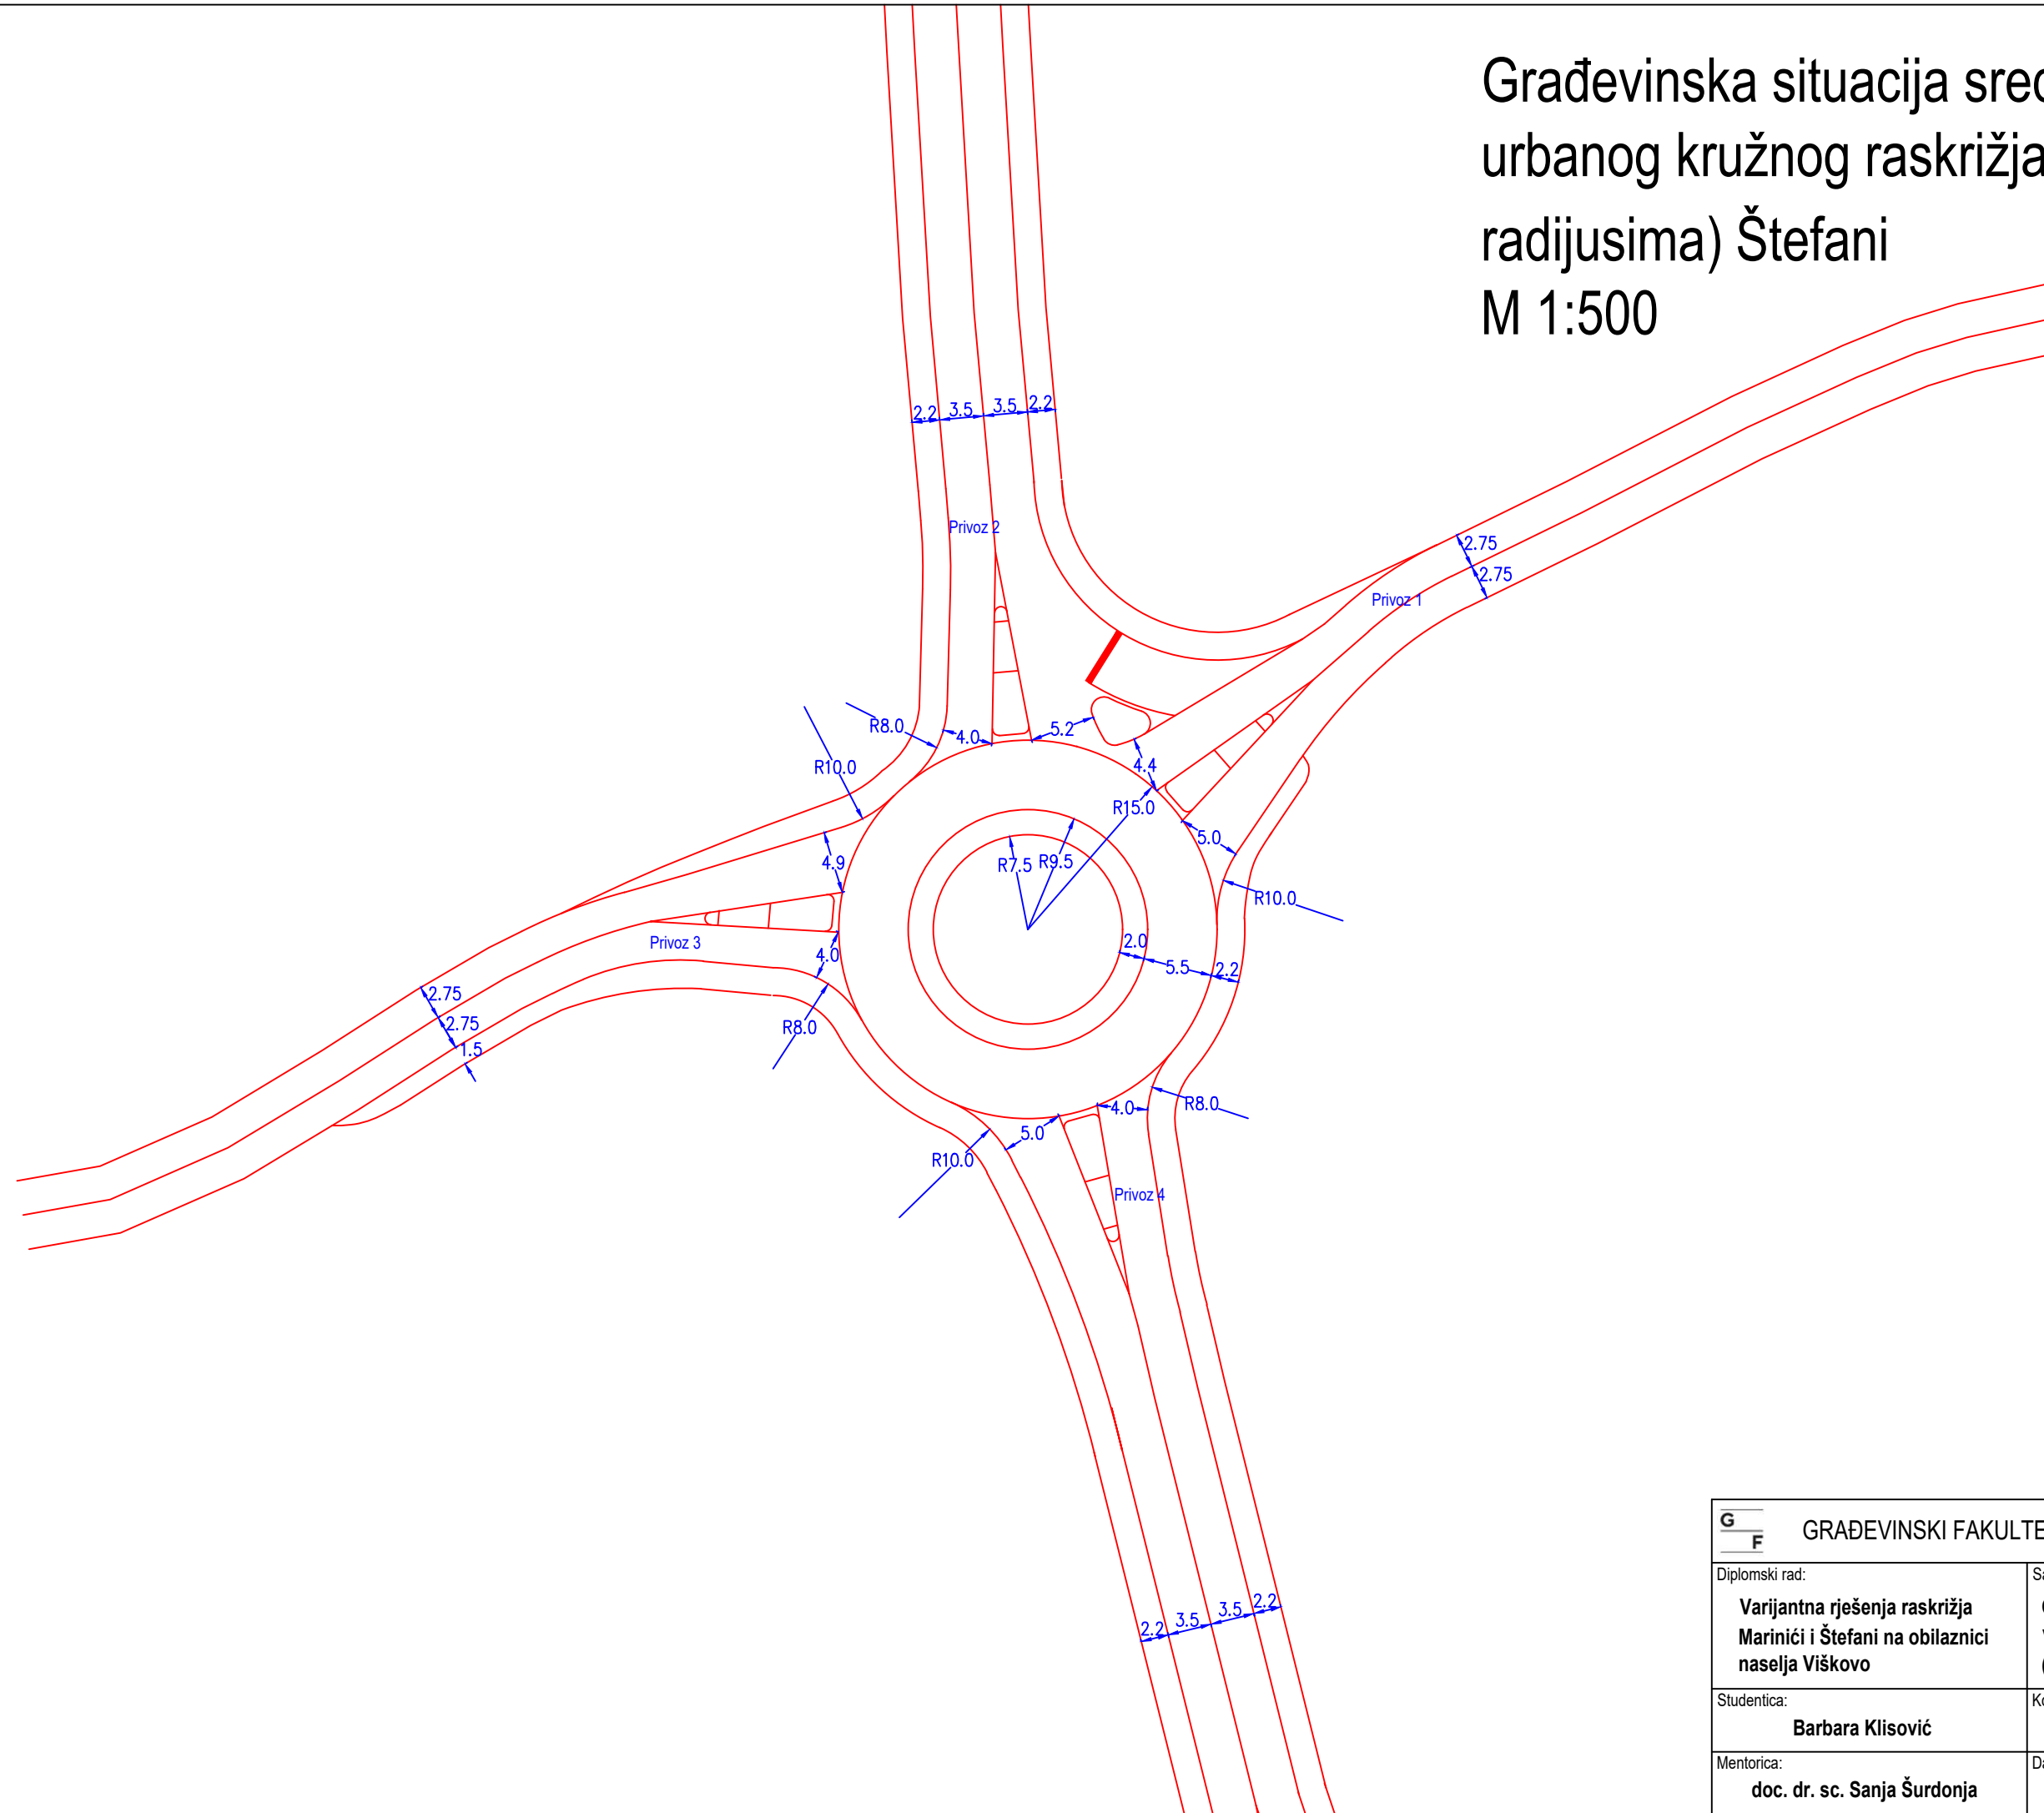 Građevinska situacija sred
urbanog kružnog raskrižja
radijusima) Štefani
M 1:500
2.2 3.5 3.5 2.2
Privoz 2
2.75
2.75
Privoz 1
R8.0
4.0
5.2
R10.0
4.4
R15.0
5.0
4.9
R7.5
R9.5
R10.0
Privoz 3
2.0
4.0
5.5
2.2
2.75
2.75
R8.0
1.5
4.0
R8.0
5.0
R10.0
Privoz 4
2.2 3.5 3.5 2.2
G
F
GRAĐEVINSKI FAKULTE
Diplomski rad:
Varijantna rješenja raskrižja
Marinići i Štefani na obilaznici
naselja Viškovo
Studentica:
Barbara Klisović
Mentorica:
doc. dr. sc. Sanja Šurdonja